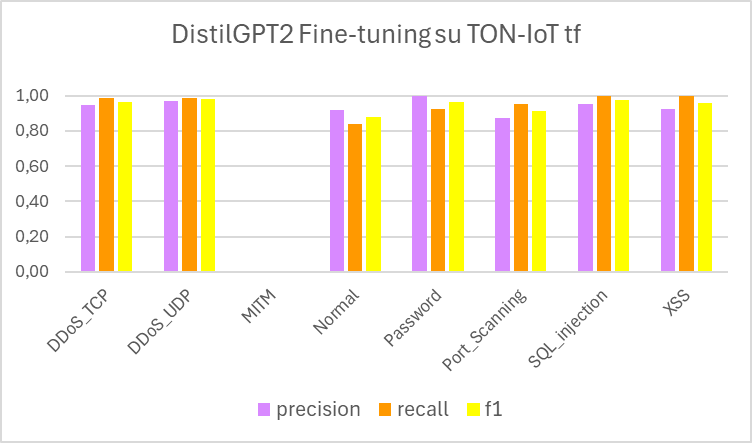 DistilGPT2 Fine-tuning su TON-IoT tf
1,00
0,80
0,60
0,40
0,20
0,00
DDoS_TCP
DDoS_UDP
MITM
Normal
Password
Port_Scanning
SQL_injection
XSS
precision recall f1